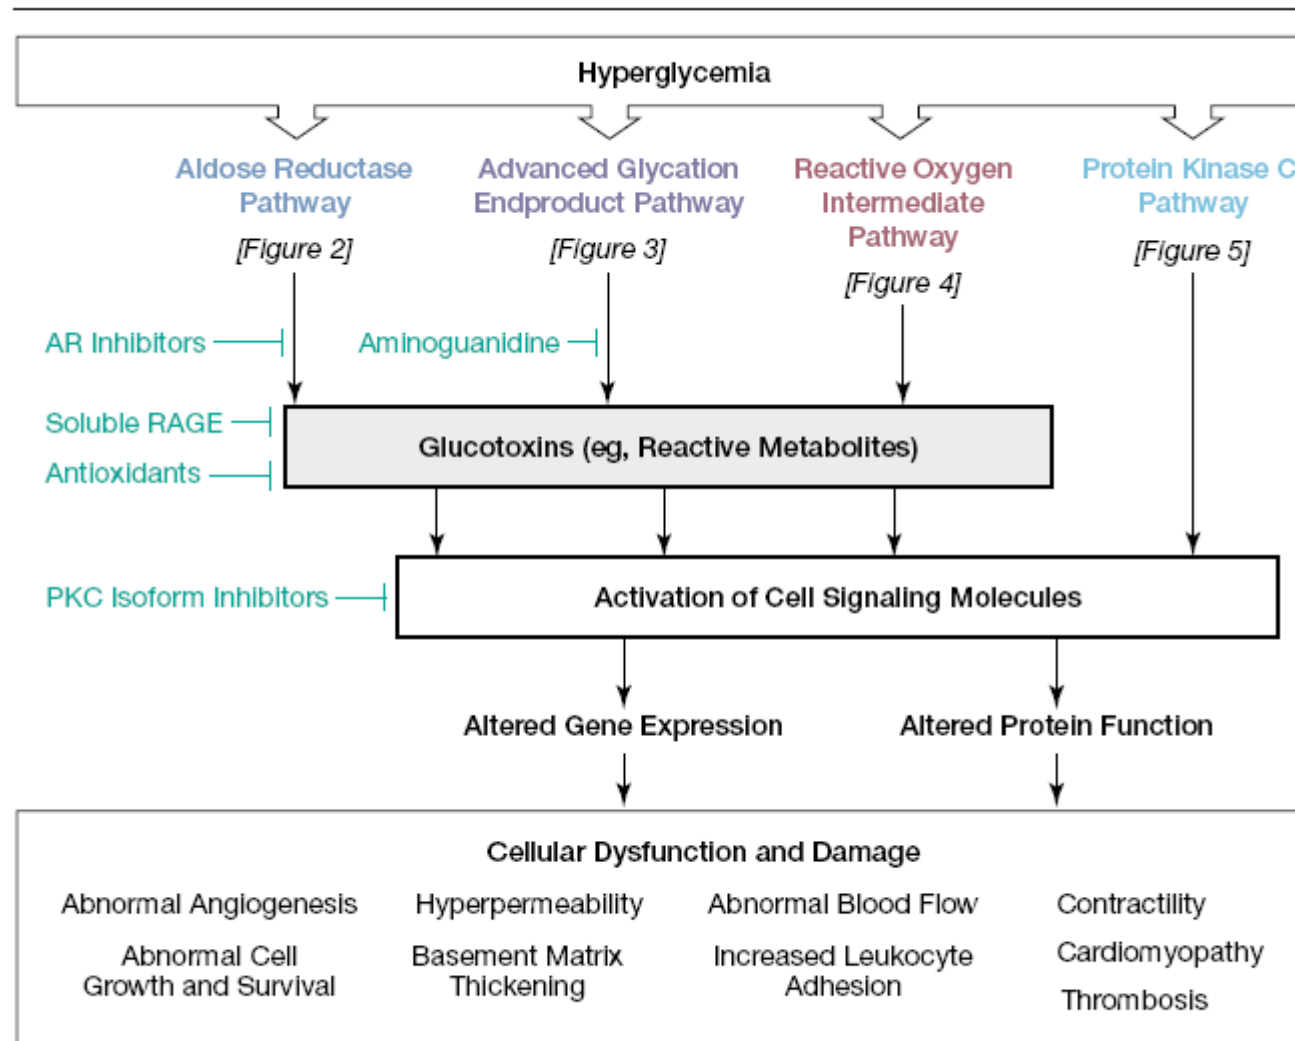 Hyperglycemia
Aldose Reductase
Pathway
[Figure 2]
Advanced Glycation
Endproduct Pathway
[Figure 3]
Reactive Oxygen
Intermediate
Pathway
[Figure 4]
Protein Kinase C
Pathway
[Figure 5]
AR Inhibitors
Aminoguanidine
Soluble RAGE
Antioxidants
Glucotoxins (eg, Reactive Metabolites)
PKC Isoform Inhibitors
Activation of Cell Signaling Molecules
Altered Gene Expression
Altered Protein Function
Cellular Dysfunction and Damage
Abnormal Angiogenesis
Hyperpermeability
Abnormal Blood Flow
Contractility
Abnormal Cell
Growth and Survival
Basement Matrix
Thickening
Increased Leukocyte
Adhesion
Cardiomyopathy
Thrombosis